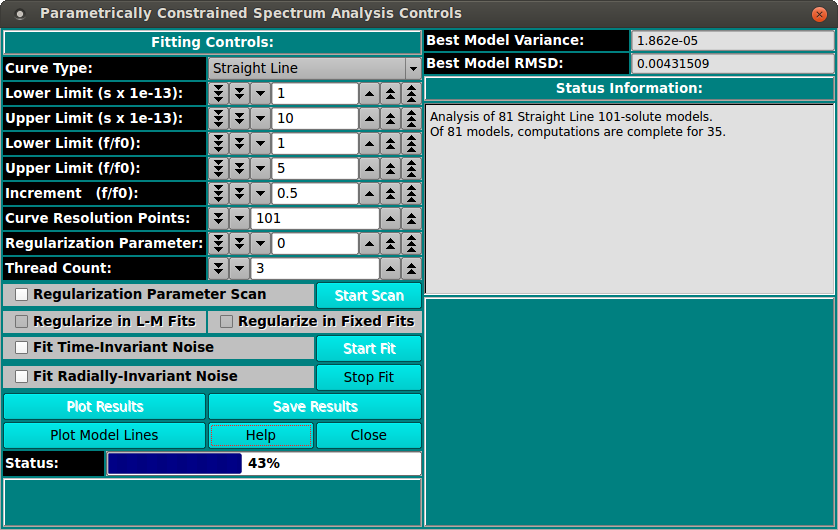 Parametrically Constrained Spectrum Analysis Controls
Fitting Controls:
Curve Type: Straight Line
Lower Limit (s x 1e-13): 1
Upper Limit (s x 1e-13): 10
Lower Limit (f/f0): 1
Upper Limit (f/f0): 5
Increment (f/f0): 0.5
Curve Resolution Points: 101
Regularization Parameter: 0
Thread Count: 3
Regularization Parameter Scan Start Scan
Regularize in L-M Fits Regularize in Fixed Fits
Fit Time-Invariant Noise Start Fit
Fit Radially-Invariant Noise Stop Fit
Plot Results Save Results
Plot Model Lines Help Close
Status: 43%
Best Model Variance: 1.862e-05
Best Model RMSD: 0.00431509
Status Information:
Analysis of 81 Straight Line 101-solute models.
Of 81 models, computations are complete for 35.